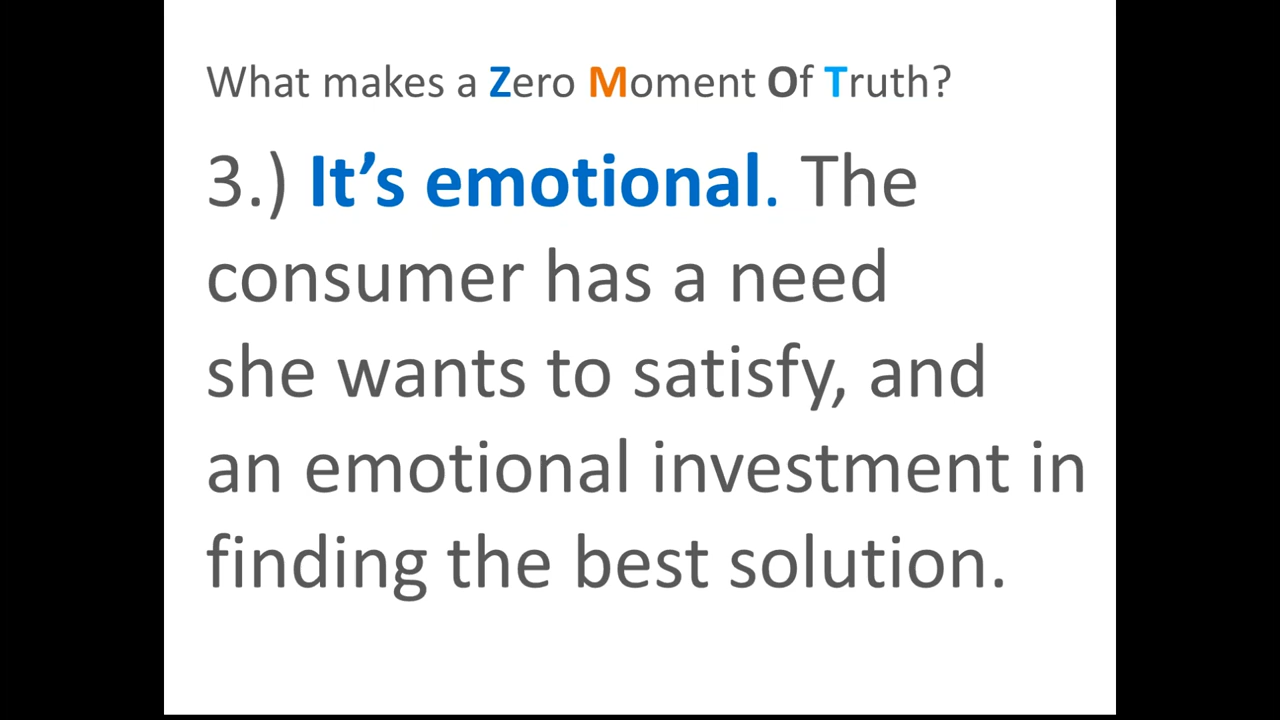 What makes a Zero Moment Of Truth?
3.) It’s emotional. The
consumer has a need
she wants to satisfy, and
an emotional investment in
finding the best solution.